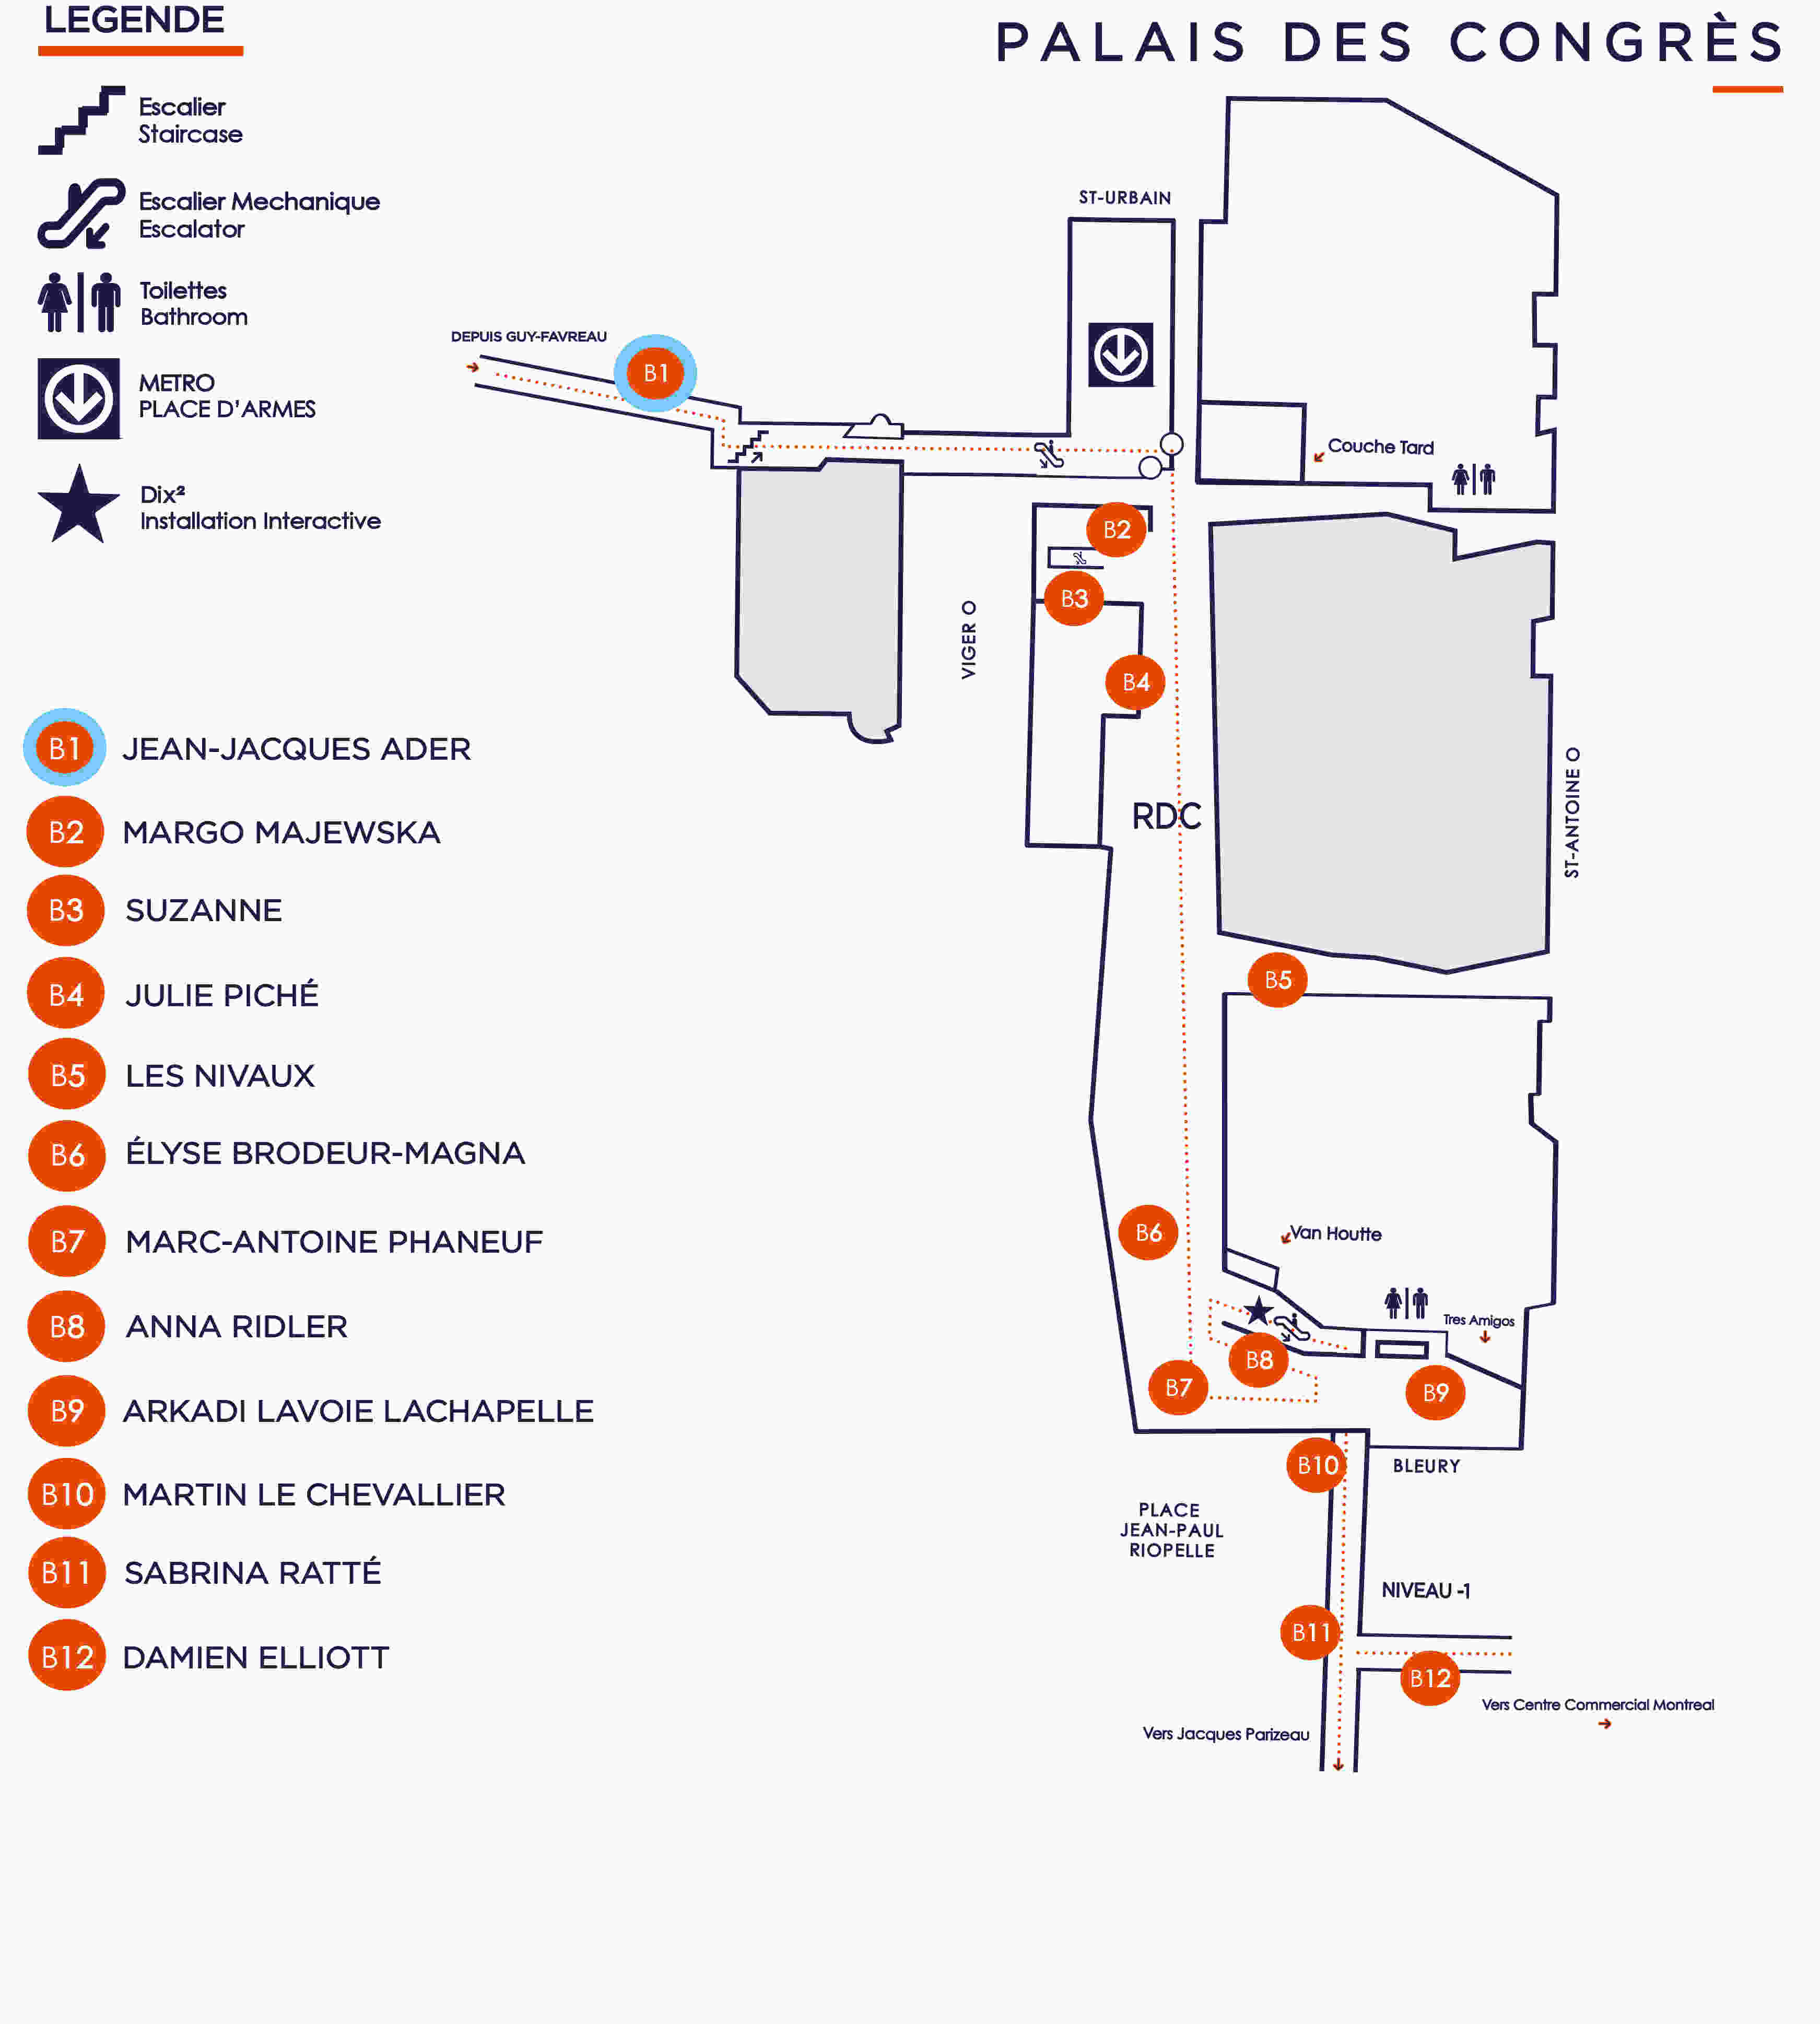 LEGENDE
PALAIS DES CONGRÈS
Escalier
Staircase
Escalier Mechanique
Escalator
Toilettes
Bathroom
METRO
PLACE D'ARMES
Dix²
Installation Interactive
ST-URBAIN
DEPUIS GUY-FAVREAU
B1
Couche Tard
B2
B3
VIGER O
B4
RDC
ST-ANTOINE O
B5
B6
Van Houtte
Tres Amigos
B8
B7
B9
B10
BLEURY
PLACE
JEAN-PAUL
RIOPELLE
NIVEAU -1
B11
B12
Vers Centre Commercial Montreal
Vers Jacques Parizeau
B1 JEAN-JACQUES ADER
B2 MARGO MAJEWSKA
B3 SUZANNE
B4 JULIE PICHÉ
B5 LES NIVAUX
B6 ÉLYSE BRODEUR-MAGNA
B7 MARC-ANTOINE PHANEUF
B8 ANNA RIDLER
B9 ARKADI LAVOIE LACHAPELLE
B10 MARTIN LE CHEVALLIER
B11 SABRINA RATTÉ
B12 DAMIEN ELLIOTT